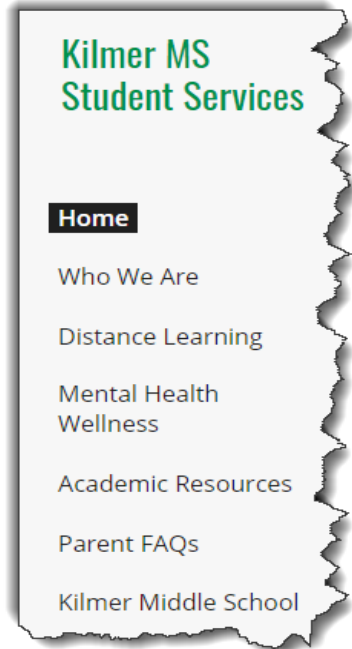 Kilmer MS
Student Services
Home
Who We Are
Distance Learning
Mental Health
Wellness
Academic Resources
Parent FAQs
Kilmer Middle School